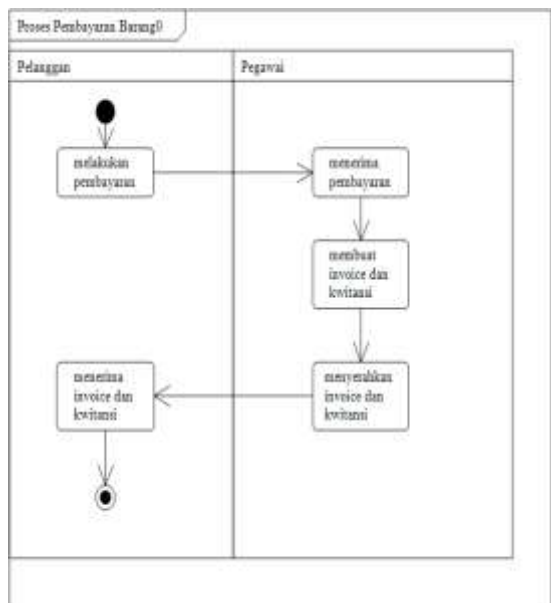 Proses Pembayaran Barang0
Pelanggan
Pegawai
melakukan
pembayaran
menerima
pembayaran
membuat
invoice dan
kwitansi
menyerahkan
invoice dan
kwitansi
menerima
invoice dan
kwitansi